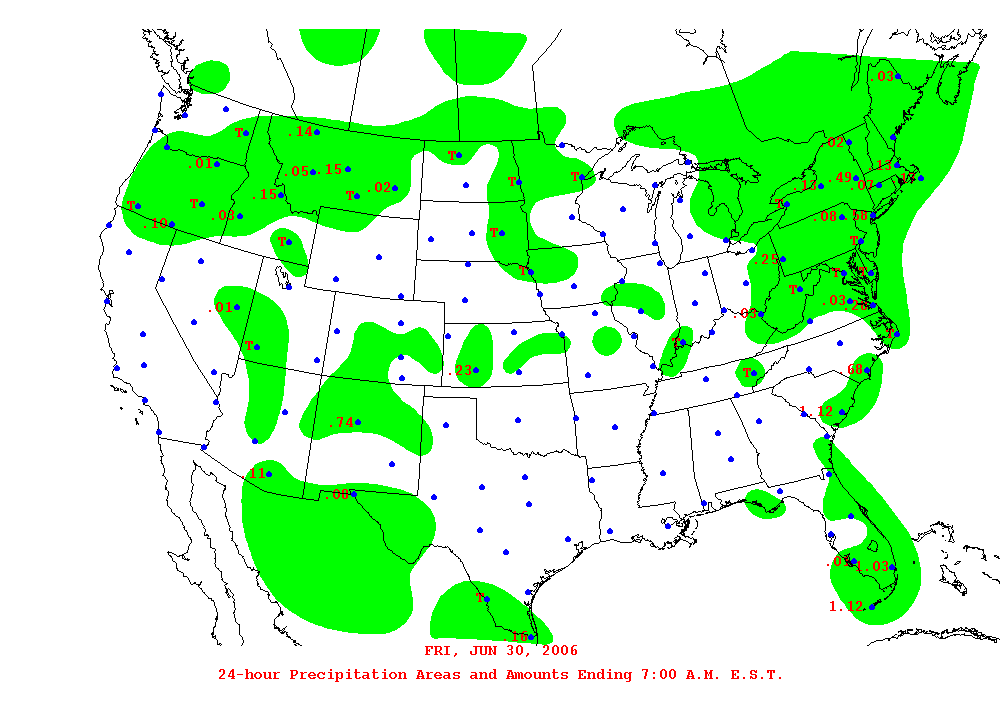 .03
T
.14
.02
.01
T
.13
.05
.15
T
T
.49
.07
.15
T
.02
.13
T
T
.03
T
.08
.58
.10
T
T
T
.25
T
T
T
.01
.03
.03
T
T
T
.23
T
.68
1.12
.74
.11
.08
1.03
T
1.12
.16
FRI, JUN 30, 2006
24-hour Precipitation Areas and Amounts Ending 7:00 A.M. E.S.T.